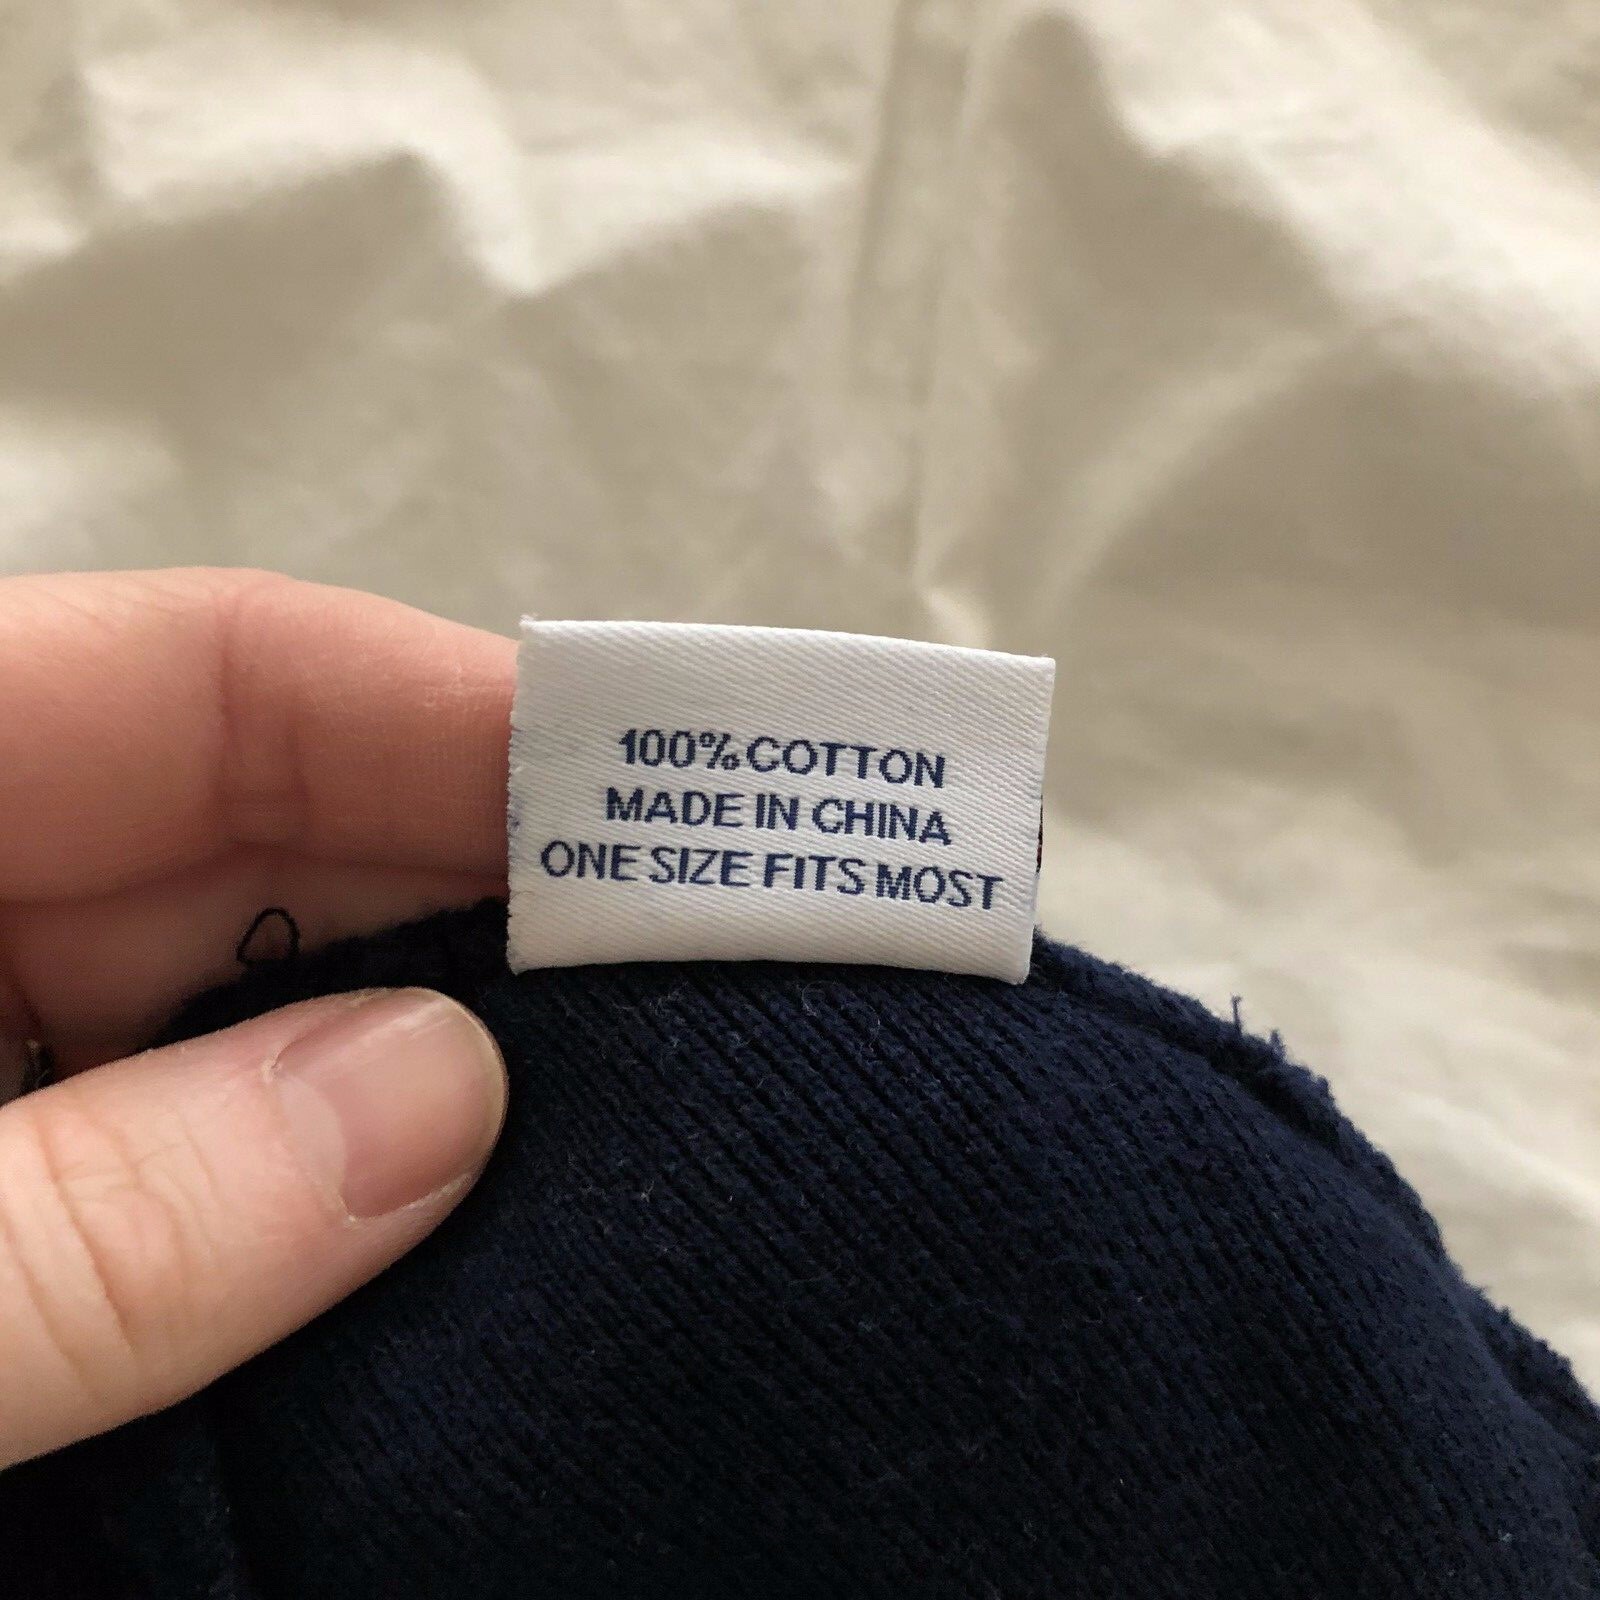 100% COTTON
MADE IN CHINA
ONE SIZE FITS MOST